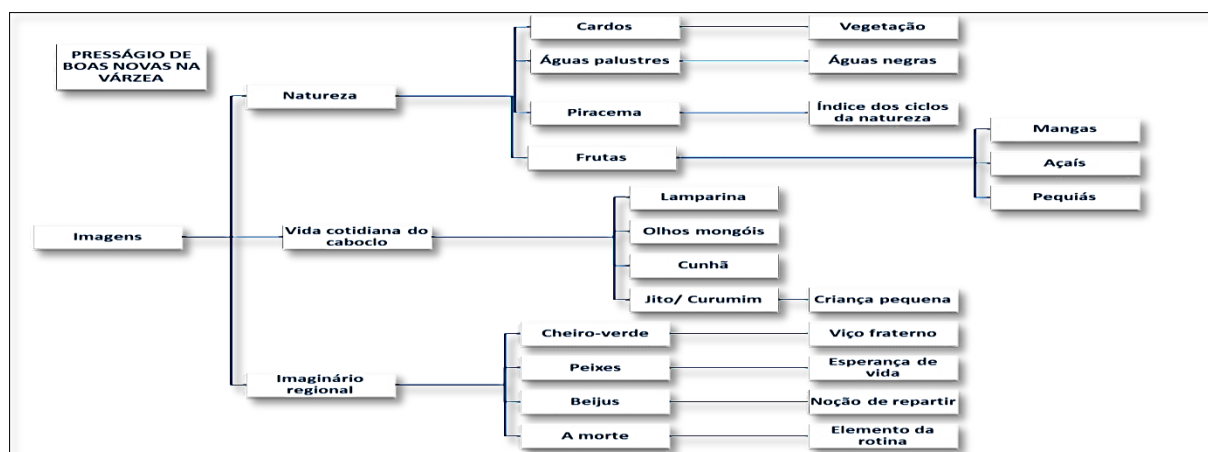 PRESSÁGIO DE
BOAS NOVAS NA
VÁRZEA
Imagens
Natureza
Cardos
Vegetação
Águas palustres
Águas negras
Piracema
Índice dos ciclos
da natureza
Frutas
Mangas
Açaís
Pequiás
Vida cotidiana do
caboclo
Lamparina
Olhos mongóis
Cunhã
Jito/ Curumim
Criança pequena
Imaginário
regional
Cheiro-verde
Viço fraterno
Peixes
Esperança de
vida
Beijus
Noção de repartir
A morte
Elemento da
rotina